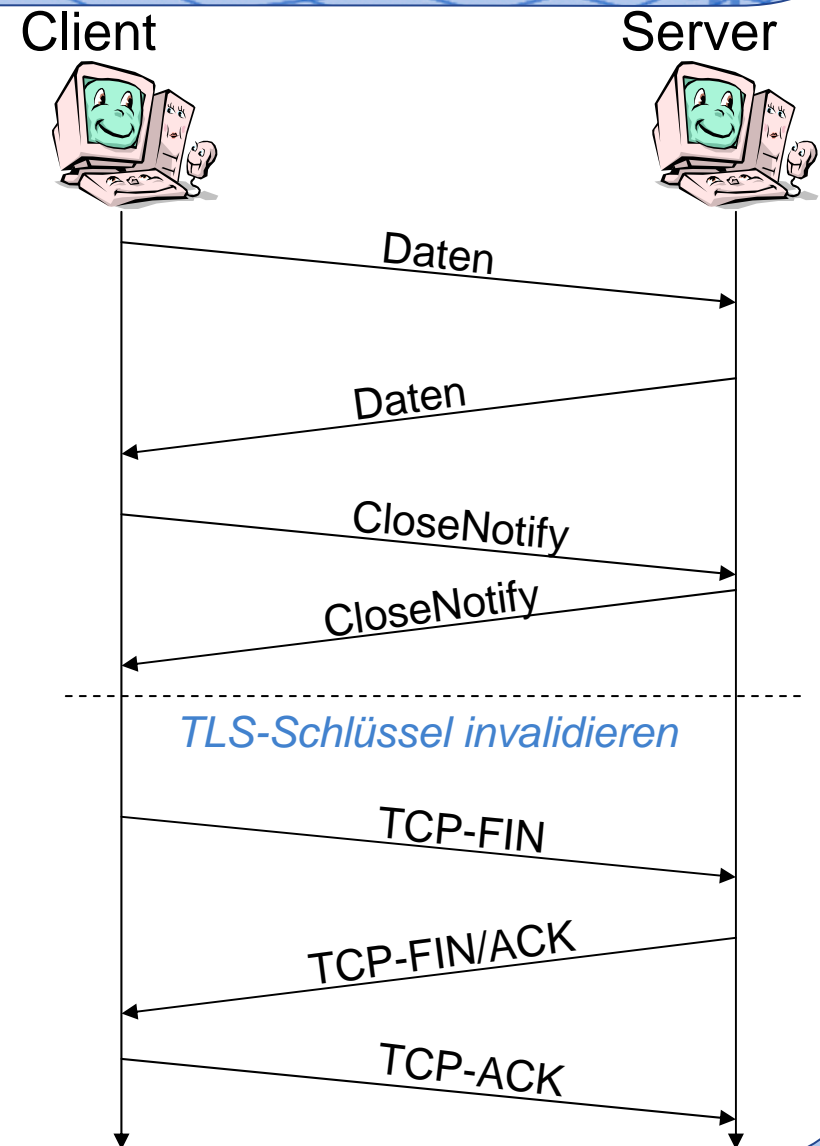 Client
Server
Daten
Daten
CloseNotify
CloseNotify
TLS-Schlüssel invalidieren
TCP-FIN
TCP-FIN/ACK
TCP-ACK